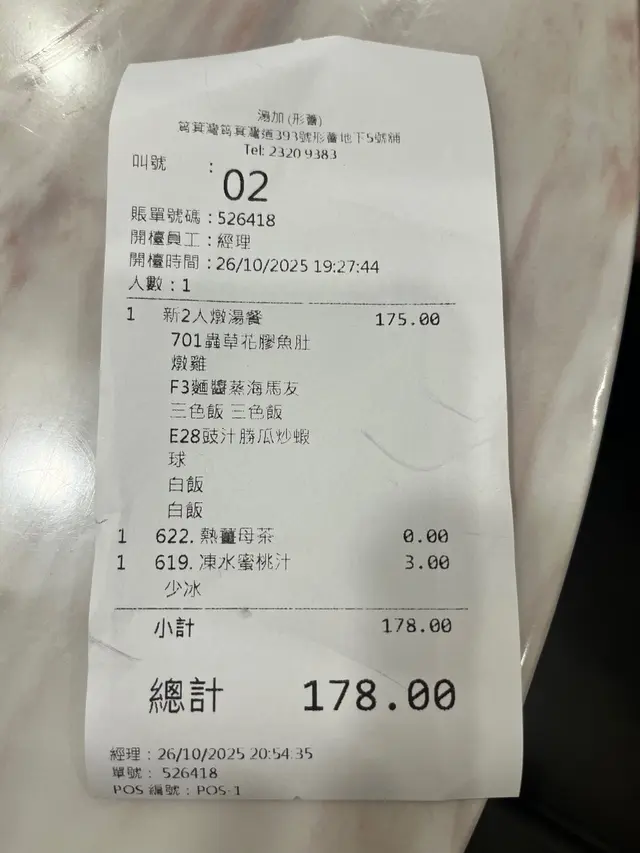 湯加 (形薈)
筲箕灣筲箕灣道393號形薈地下5號舖
Tel: 2320 9383
叫號 :
02
賬單號碼：526418
開檯員工：經理
開檯時間：26/10/2025 19:27:44
人數：1
1 新2人燉湯餐 175.00
701蟲草花膠魚肚
燉雞
F3麵醬蒸海馬友
三色飯 三色飯
E28豉汁勝瓜炒蝦
球
白飯
白飯
1 622. 熱薑母茶 0.00
1 619. 凍水蜜桃汁 3.00
少冰
小計 178.00
總計 178.00
經理：26/10/2025 20:54:35
單號： 526418
POS 編號：POS-1